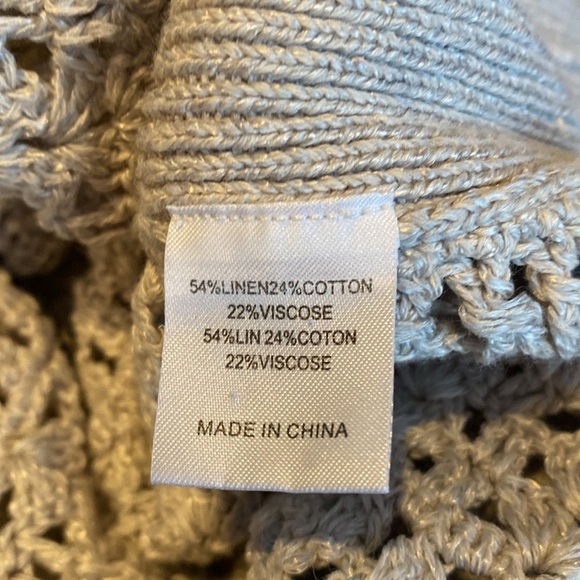 54%LINEN24%COTTON
22%VISCOSE
54%LIN 24%COTON
22%VISCOSE
MADE IN CHINA